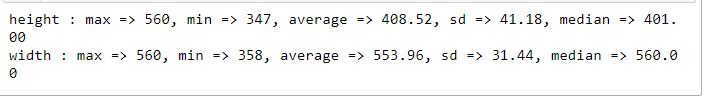 height : max => 560, min => 347, average => 408.52, sd => 41.18, median => 401.
00
width : max => 560, min => 358, average => 553.96, sd => 31.44, median => 560.0
0